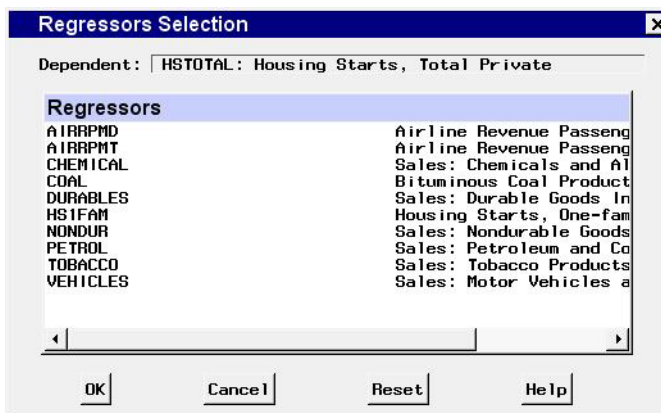 Regressors Selection
Dependent: HSTOTAL: Housing Starts, Total Private
Regressors
AIRRPMD Airline Revenue Passeng
AIRRPMT Airline Revenue Passeng
CHEMICAL Sales: Chemicals and Al
COAL Bituminous Coal Product
DURABLES Sales: Durable Goods In
HS1FAM Housing Starts, One-fam
NONDUR Sales: Nondurable Goods
PETROL Sales: Petroleum and Co
TOBACCO Sales: Tobacco Products
VEHICLES Sales: Motor Vehicles a
OK Cancel Reset Help